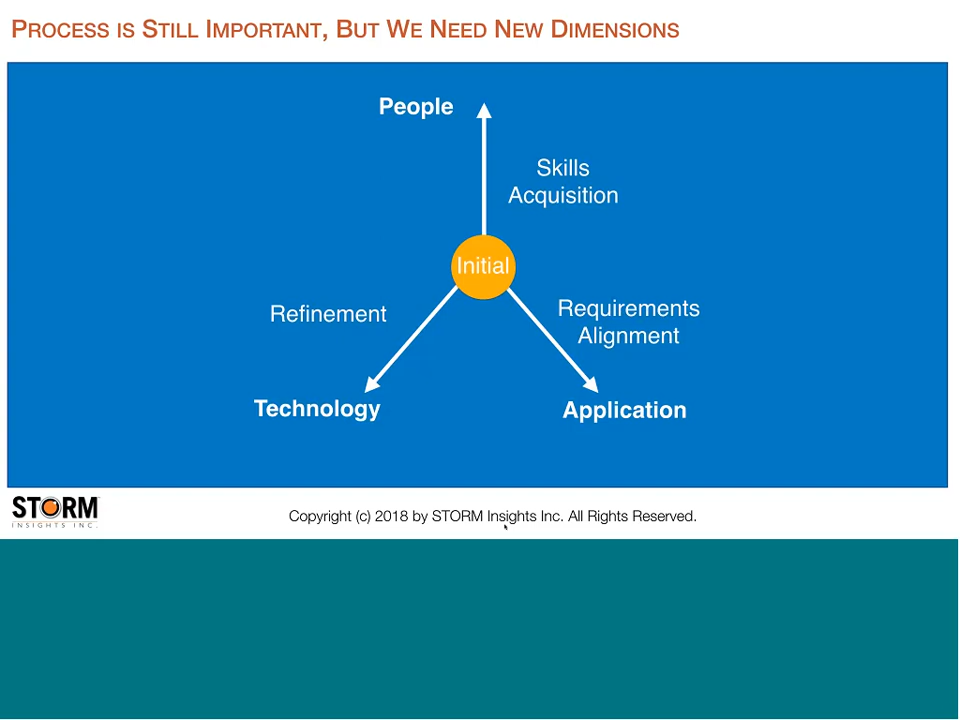 PROCESS IS STILL IMPORTANT, BUT WE NEED NEW DIMENSIONS
People
Skills
Acquisition
Initial
Refinement
Requirements
Alignment
Technology
Application
STORM
INSIGHTS INC.
Copyright (c) 2018 by STORM Insights Inc. All Rights Reserved.